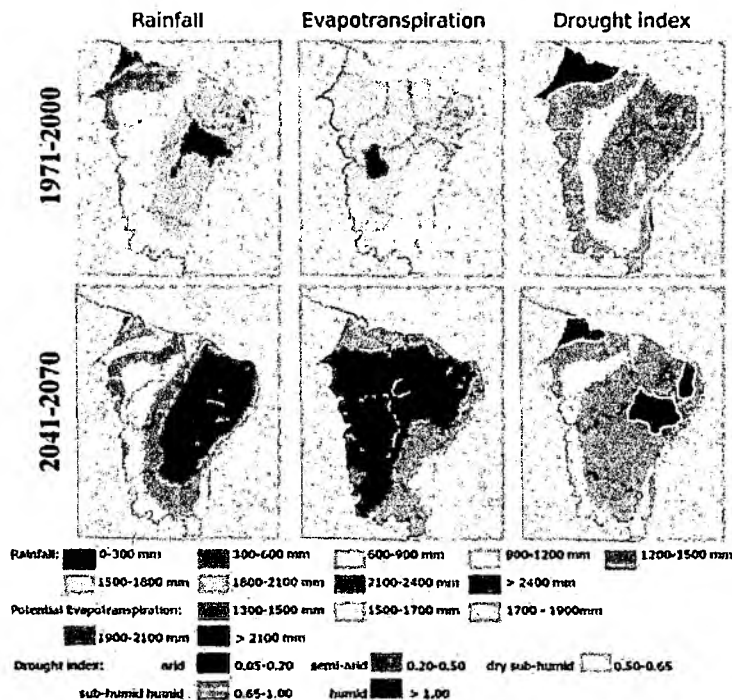 Rainfall Evapotranspiration Drought index
1971-2000
2041-2070
Rainfall: 0-300 mm 300-600 mm 600-900 mm 900-1200 mm 1200-1500 mm
1500-1800 mm 1800-2100 mm 2100-2400 mm > 2400 mm
Potential Evapotranspiration: 1300-1500 mm 1500-1700 mm 1700 - 1900mm
1900-2100 mm > 2100 mm
Drought index: arid 0.05-0.20 semi-arid 0.20-0.50 dry sub-humid 0.50-0.65
sub-humid humid 0.65-1.00 humid > 1.00